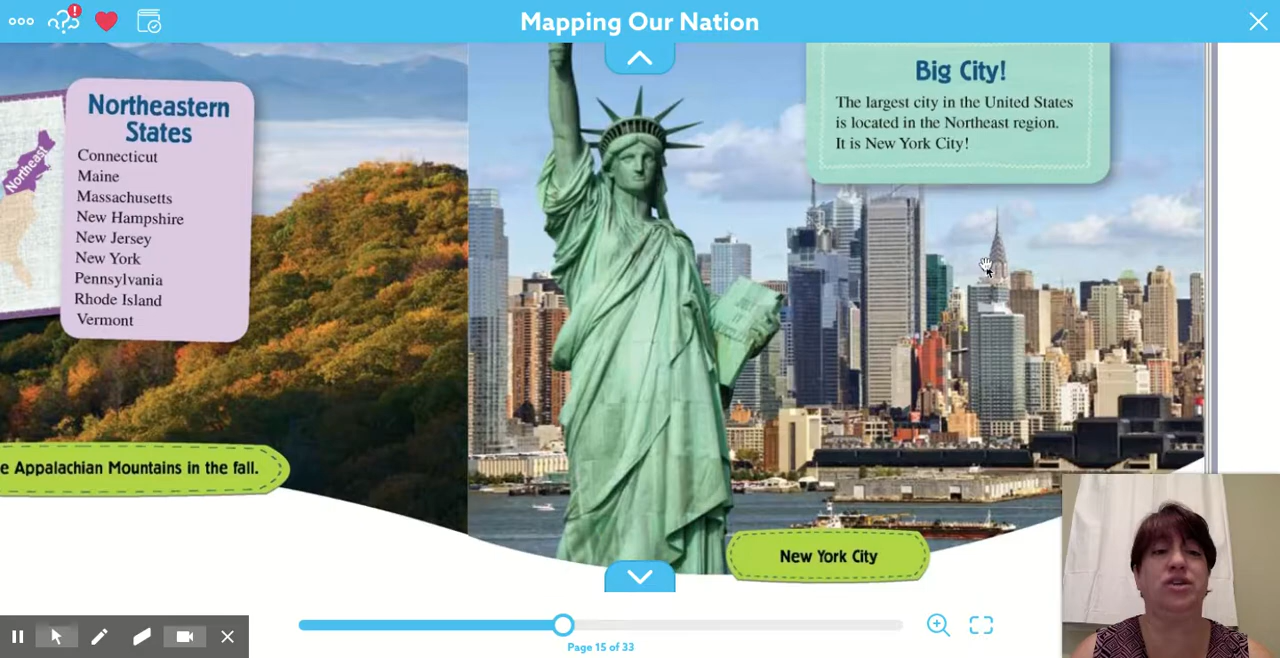 Mapping Our Nation
Northeast
Northeastern
States
Connecticut
Maine
Massachusetts
New Hampshire
New Jersey
New York
Pennsylvania
Rhode Island
Vermont
e Appalachian Mountains in the fall.
Big City!
The largest city in the United States
is located in the Northeast region.
It is New York City!
New York City
Page 15 of 33